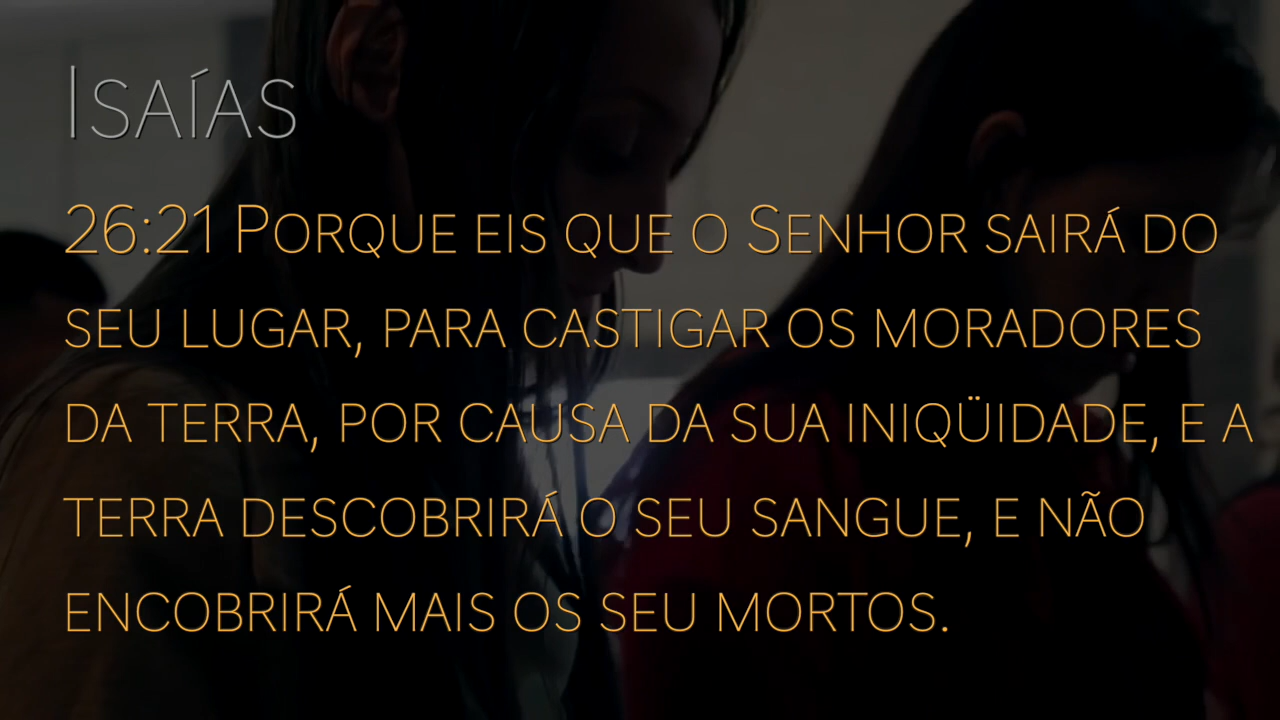 Isaías
26:21 Porque eis que o Senhor sairá do
seu lugar, para castigar os moradores
da terra, por causa da sua iniqüidade, e a
terra descobrirá o seu sangue, e não
encobrirá mais os seu mortos.